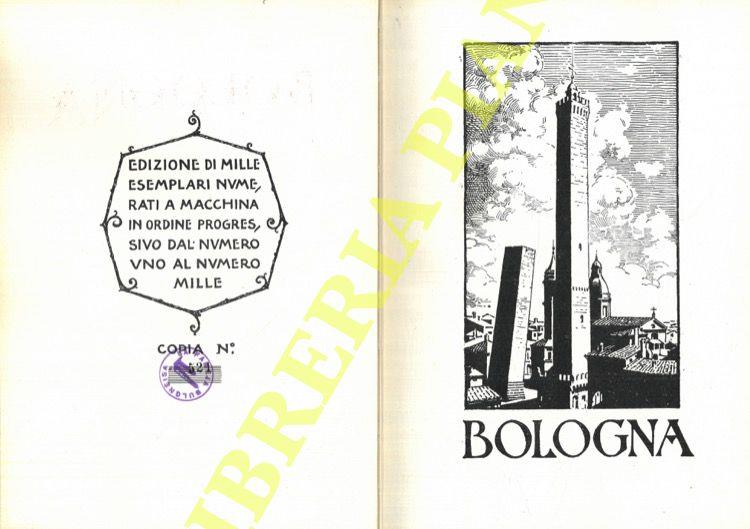 EDIZIONE DI MILLE
ESEMPLARI NVME,
RATI A MACCHINA
IN ORDINE PROGRES,
SIVO DAL NVMERO
VNO AL NVMERO
MILLE
COPIA N°.
521
BOLOGNA
LIBRERIA PIANI